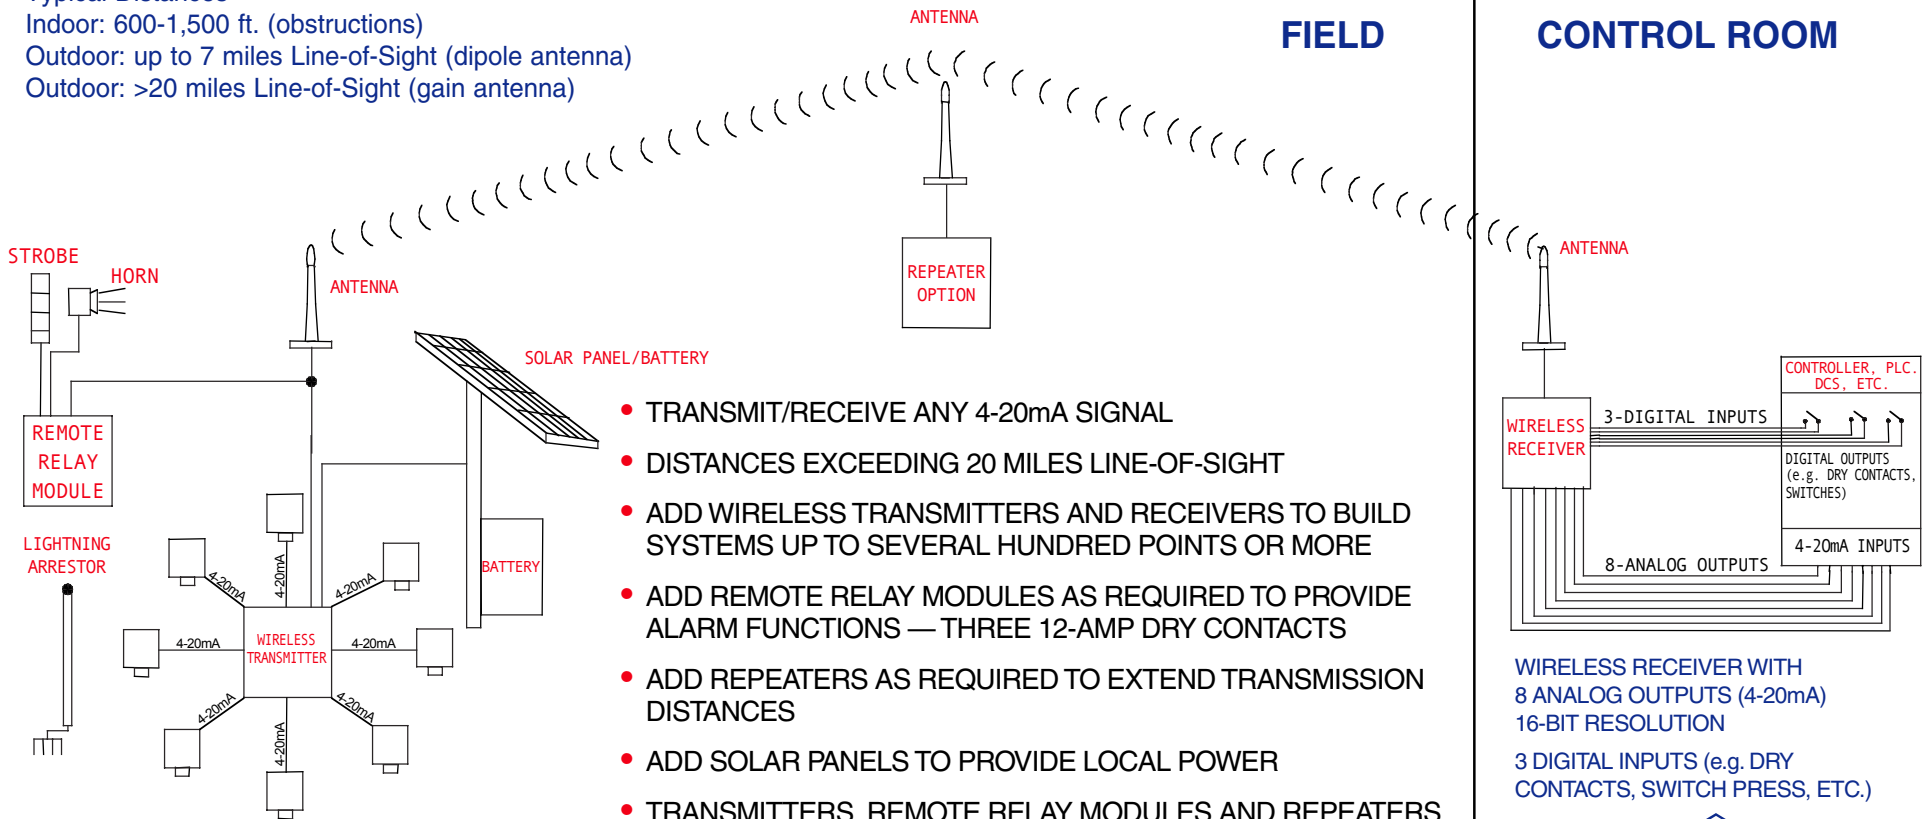 Typical Distances
Indoor: 600-1,500 ft. (obstructions)
Outdoor: up to 7 miles Line-of-Sight (dipole antenna)
Outdoor: >20 miles Line-of-Sight (gain antenna)
ANTENNA
FIELD
CONTROL ROOM
STROBE
HORN
ANTENNA
REPEATER
OPTION
ANTENNA
SOLAR PANEL/BATTERY
REMOTE
RELAY
MODULE
LIGHTNING
ARRESTOR
BATTERY
4-20mA
4-20mA
4-20mA
4-20mA
WIRELESS
TRANSMITTER
4-20mA
4-20mA
4-20mA
4-20mA
• TRANSMIT/RECEIVE ANY 4-20mA SIGNAL
• DISTANCES EXCEEDING 20 MILES LINE-OF-SIGHT
• ADD WIRELESS TRANSMITTERS AND RECEIVERS TO BUILD
SYSTEMS UP TO SEVERAL HUNDRED POINTS OR MORE
• ADD REMOTE RELAY MODULES AS REQUIRED TO PROVIDE
ALARM FUNCTIONS — THREE 12-AMP DRY CONTACTS
• ADD REPEATERS AS REQUIRED TO EXTEND TRANSMISSION
DISTANCES
• ADD SOLAR PANELS TO PROVIDE LOCAL POWER
• TRANSMITTERS, REMOTE RELAY MODULES AND REPEATERS
CONTROLLER, PLC.
DCS, ETC.
WIRELESS
RECEIVER
3-DIGITAL INPUTS
DIGITAL OUTPUTS
(e.g. DRY CONTACTS,
SWITCHES)
4-20mA INPUTS
8-ANALOG OUTPUTS
WIRELESS RECEIVER WITH
8 ANALOG OUTPUTS (4-20mA)
16-BIT RESOLUTION
3 DIGITAL INPUTS (e.g. DRY
CONTACTS, SWITCH PRESS, ETC.)